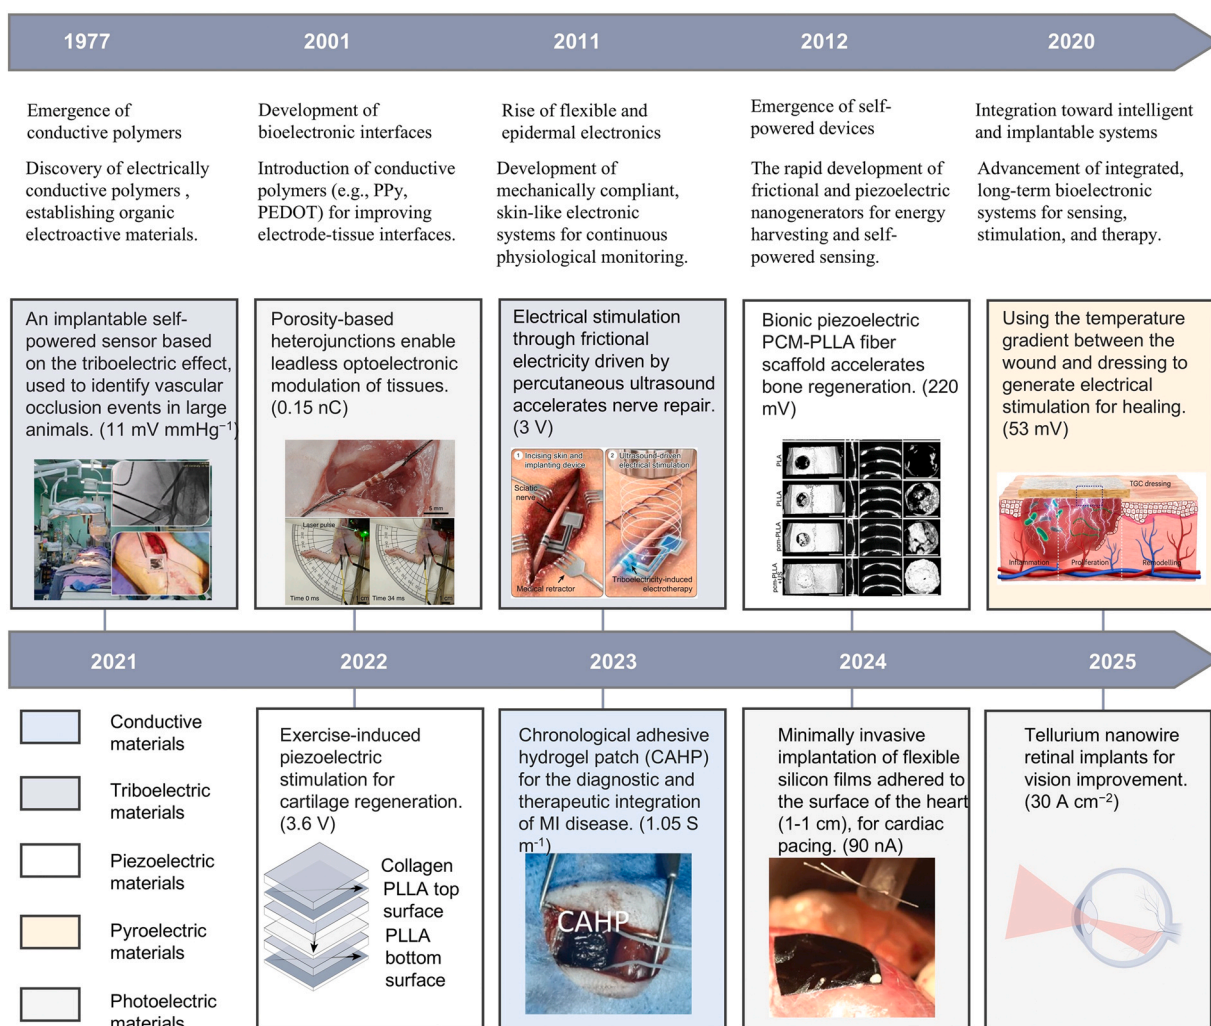 1977
2001
2011
2012
2020
Emergence of
conductive polymers
Discovery of electrically
conductive polymers ,
establishing organic
electroactive materials.
Development of
bioelectronic interfaces
Introduction of conductive
polymers (e.g., PPy,
PEDOT) for improving
electrode-tissue interfaces.
Rise of flexible and
epidermal electronics
Development of
mechanically compliant,
skin-like electronic
systems for continuous
physiological monitoring.
Emergence of self-
powered devices
The rapid development of
frictional and piezoelectric
nanogenerators for energy
harvesting and self-
powered sensing.
Integration toward intelligent
and implantable systems
Advancement of integrated,
long-term bioelectronic
systems for sensing,
stimulation, and therapy.
An implantable self-
powered sensor based
on the triboelectric effect,
used to identify vascular
occlusion events in large
animals. (11 mV mmHg⁻¹)
Porosity-based
heterojunctions enable
leadless optoelectronic
modulation of tissues.
(0.15 nC)
5 mm
Laser pulse
Time 0 ms
1 cm
Time 34 ms
1 cm
Electrical stimulation
through frictional
electricity driven by
percutaneous ultrasound
accelerates nerve repair.
(3 V)
1 Incising skin and
implanting device
Sciatic
nerve
Medical retractor
2 Ultrasound-driven
electrical stimulation
Triboelectricity-induced
electrotherapy
Bionic piezoelectric
PCM-PLLA fiber
scaffold accelerates
bone regeneration. (220
mV)
PLA
PLLA
pcm-PLLA
pcm-PLLA
+US
Using the temperature
gradient between the
wound and dressing to
generate electrical
stimulation for healing.
(53 mV)
TGC dressing
Inflammation
Proliferation
Remodelling
2021
2022
2023
2024
2025
Conductive
materials
Triboelectric
materials
Piezoelectric
materials
Pyroelectric
materials
Photoelectric
materials
Exercise-induced
piezoelectric
stimulation for
cartilage regeneration.
(3.6 V)
Collagen
PLLA top
surface
PLLA
bottom
surface
Chronological adhesive
hydrogel patch (CAHP)
for the diagnostic and
therapeutic integration
of MI disease. (1.05 S
m⁻¹)
CAHP
Minimally invasive
implantation of flexible
silicon films adhered to
the surface of the heart
(1-1 cm), for cardiac
pacing. (90 nA)
Tellurium nanowire
retinal implants for
vision improvement.
(30 A cm⁻²)